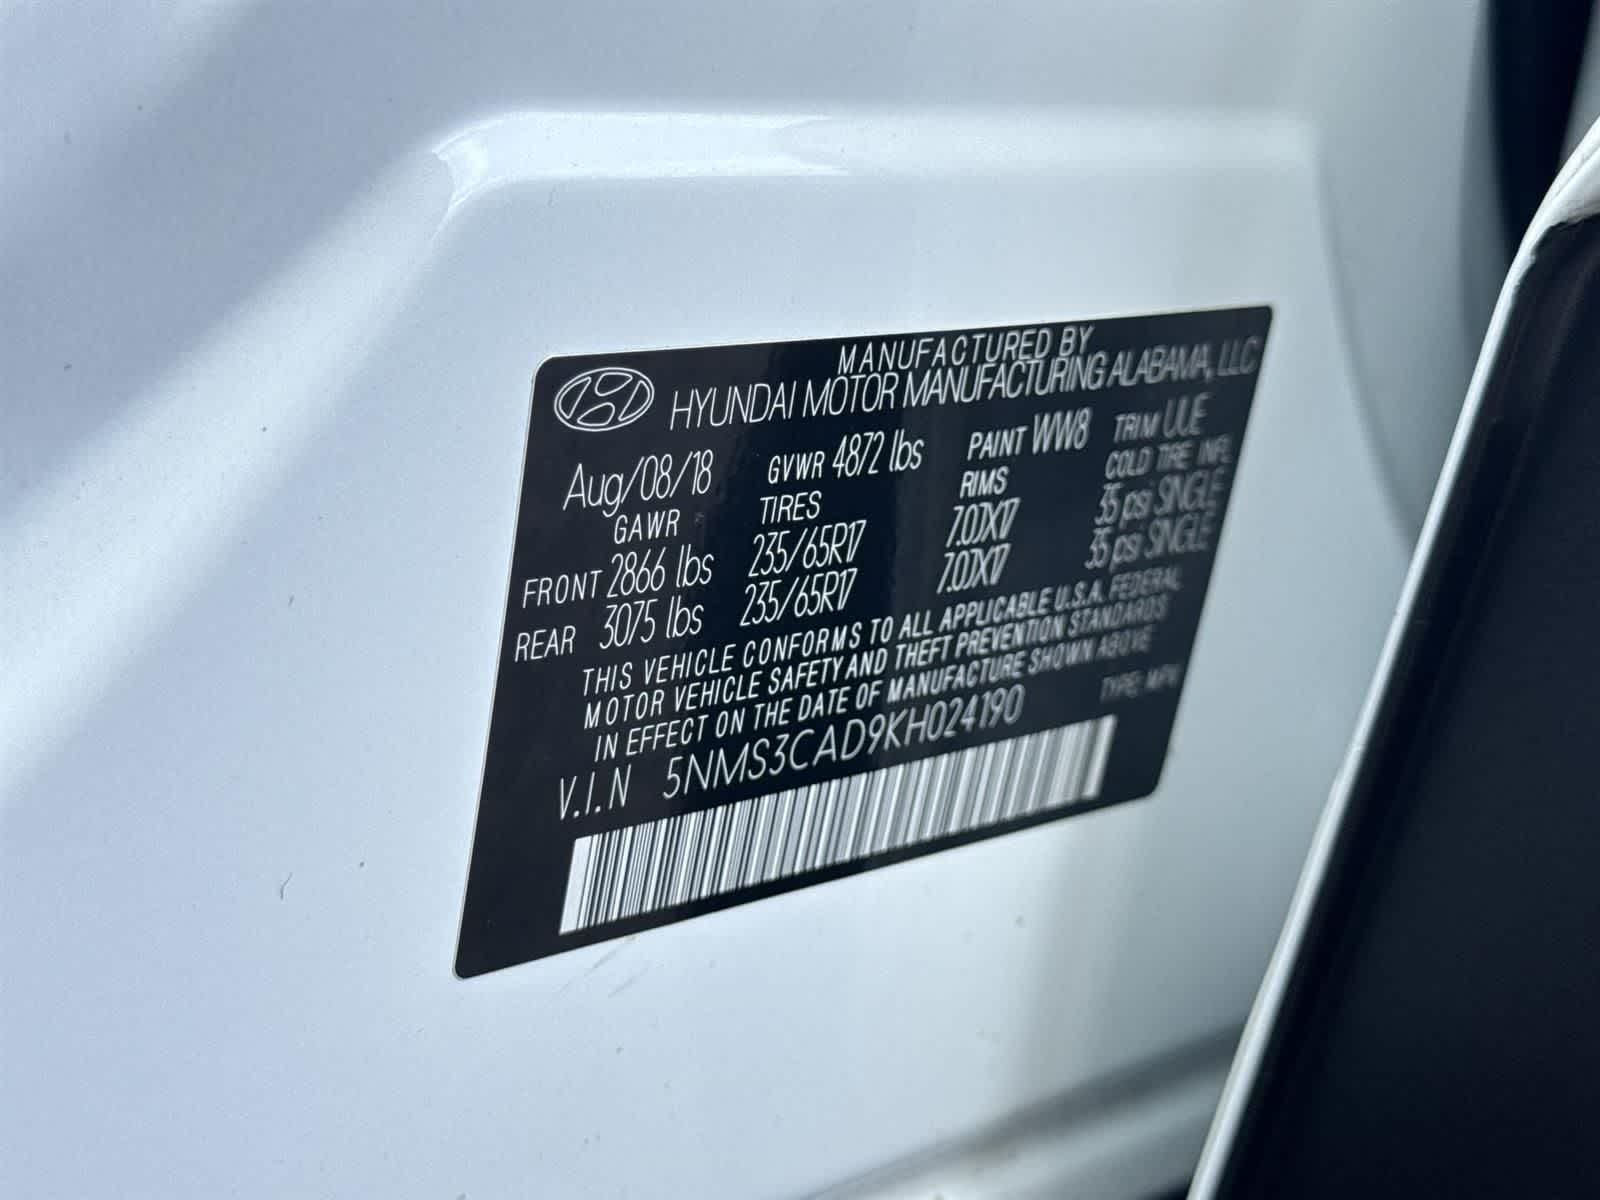 MANUFACTURED BY
HYUNDAI MOTOR MANUFACTURING ALABAMA, LLC
Aug/08/18 GVWR 4872 lbs PAINT WW8 TRIM UUE
GAWR TIRES RIMS COLD TIRE INFL
FRONT 2866 lbs 235/65R17 7.0JX17 35 psi SINGLE
REAR 3075 lbs 235/65R17 7.0JX17 35 psi SINGLE
THIS VEHICLE CONFORMS TO ALL APPLICABLE U.S.A. FEDERAL
MOTOR VEHICLE SAFETY AND THEFT PREVENTION STANDARDS
IN EFFECT ON THE DATE OF MANUFACTURE SHOWN ABOVE
V.I.N 5NMS3CAD9KH024190 TYPE: MPV